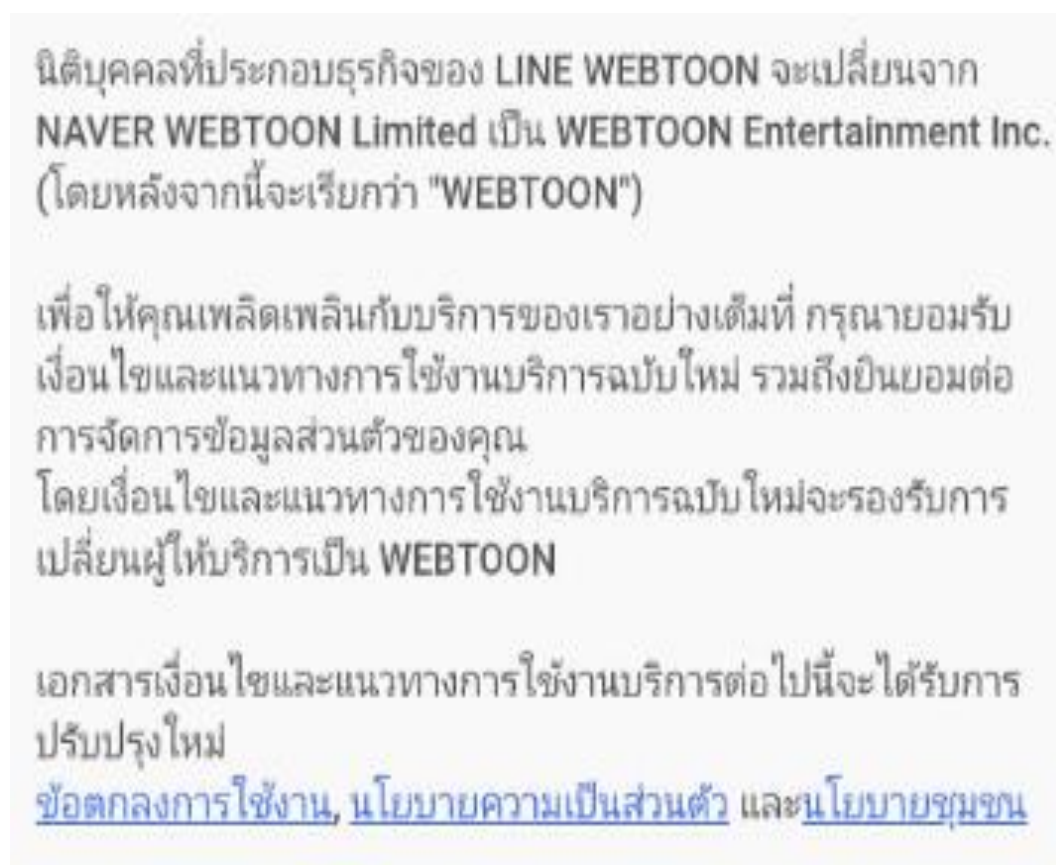 นิติบุคคลที่ประกอบธุรกิจของ LINE WEBTOON จะเปลี่ยนจาก
NAVER WEBTOON Limited เป็น WEBTOON Entertainment Inc.
(โดยหลังจากนี้จะเรียกว่า "WEBTOON")
เพื่อให้คุณเพลิดเพลินกับบริการของเราอย่างเต็มที่ กรุณายอมรับ
เงื่อนไขและแนวทางการใช้งานบริการฉบับใหม่ รวมถึงยินยอมต่อ
การจัดการข้อมูลส่วนตัวของคุณ
โดยเงื่อนไขและแนวทางการใช้งานบริการฉบับใหม่จะรองรับการ
เปลี่ยนผู้ให้บริการเป็น WEBTOON
เอกสารเงื่อนไขและแนวทางการใช้งานบริการต่อไปนี้จะได้รับการ
ปรับปรุงใหม่
ข้อตกลงการใช้งาน, นโยบายความเป็นส่วนตัว และนโยบายชุมชน